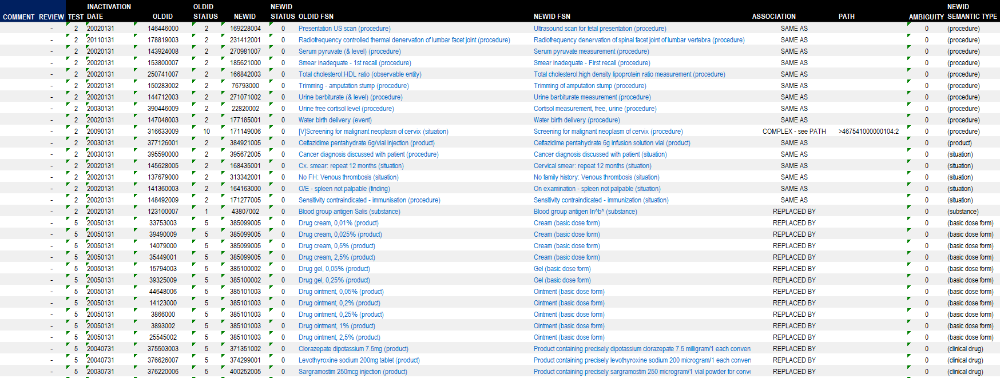 COMMENT REVIEW TEST INACTIVATION DATE OLDID OLDID STATUS NEWID NEWID STATUS OLDID FSN NEWID FSN ASSOCIATION PATH AMBIGUITY NEWID SEMANTIC TYPE
- 2 20020131 146446000 2 169228004 0 Presentation US scan (procedure) Ultrasound scan for fetal presentation (procedure) SAME AS 0 (procedure)
- 2 20110131 178819003 2 231412001 0 Radiofrequency controlled thermal denervation of lumbar facet joint (procedure) Radiofrequency denervation of spinal facet joint of lumbar vertebra (procedure) SAME AS 0 (procedure)
- 2 20020131 143924008 2 270981007 0 Serum pyruvate (& level) (procedure) Serum pyruvate measurement (procedure) SAME AS 0 (procedure)
- 2 20020131 153800007 2 185621000 0 Smear inadequate - 1st recall (procedure) Smear inadequate - First recall (procedure) SAME AS 0 (procedure)
- 2 20020131 250741007 2 166842003 0 Total cholesterol:HDL ratio (observable entity) Total cholesterol:high density lipoprotein ratio measurement (procedure) SAME AS 0 (procedure)
- 2 20020131 150283002 2 76793000 0 Trimming - amputation stump (procedure) Trimming of amputation stump (procedure) SAME AS 0 (procedure)
- 2 20020131 144712003 2 271071002 0 Urine barbiturate (& level) (procedure) Urine barbiturate measurement (procedure) SAME AS 0 (procedure)
- 2 20030131 390446009 2 22820002 0 Urine free cortisol level (procedure) Cortisol measurement, free, urine (procedure) SAME AS 0 (procedure)
- 2 20020131 147048003 2 177185001 0 Water birth delivery (event) Water birth delivery (procedure) SAME AS 0 (procedure)
- 2 20090131 316633009 10 171149006 0 [V]Screening for malignant neoplasm of cervix (situation) Screening for malignant neoplasm of cervix (procedure) COMPLEX - see PATH >467541000000104:2 0 (procedure)
- 2 20030131 377126001 2 384921005 0 Ceftazidime pentahydrate 6g/vial injection (product) Ceftazidime pentahydrate 6g infusion solution vial (product) SAME AS 0 (product)
- 2 20030131 395590000 2 395672005 0 Cancer diagnosis discussed with patient (procedure) Cancer diagnosis discussed with patient (situation) SAME AS 0 (situation)
- 2 20020131 145628005 2 168435001 0 Cx. smear: repeat 12 months (situation) Cervical smear: repeat 12 months (situation) SAME AS 0 (situation)
- 2 20020131 137679000 2 313342001 0 No FH: Venous thrombosis (situation) No family history: Venous thrombosis (situation) SAME AS 0 (situation)
- 2 20020131 141360003 2 164163000 0 O/E - spleen not palpable (finding) On examination - spleen not palpable (situation) SAME AS 0 (situation)
- 2 20020131 148492009 2 171277005 0 Sensitivity contraindicated - immunisation (procedure) Sensitivity contraindicated - immunization (situation) SAME AS 0 (situation)
- 2 20020131 123100007 1 43807002 0 Blood group antigen Salis (substance) Blood group antigen In^b^ (substance) REPLACED BY 0 (substance)
- 5 20050131 33753003 5 385099005 0 Drug cream, 0,01% (product) Cream (basic dose form) REPLACED BY 0 (basic dose form)
- 5 20050131 39490009 5 385099005 0 Drug cream, 0,025% (product) Cream (basic dose form) REPLACED BY 0 (basic dose form)
- 5 20050131 14079000 5 385099005 0 Drug cream, 0,5% (product) Cream (basic dose form) REPLACED BY 0 (basic dose form)
- 5 20050131 35449001 5 385099005 0 Drug cream, 2,5% (product) Cream (basic dose form) REPLACED BY 0 (basic dose form)
- 5 20050131 15794003 5 385100002 0 Drug gel, 0,05% (product) Gel (basic dose form) REPLACED BY 0 (basic dose form)
- 5 20050131 39325009 5 385100002 0 Drug gel, 0,25% (product) Gel (basic dose form) REPLACED BY 0 (basic dose form)
- 5 20050131 44648006 5 385101003 0 Drug ointment, 0,05% (product) Ointment (basic dose form) REPLACED BY 0 (basic dose form)
- 5 20050131 14123000 5 385101003 0 Drug ointment, 0,2% (product) Ointment (basic dose form) REPLACED BY 0 (basic dose form)
- 5 20050131 3866000 5 385101003 0 Drug ointment, 0,25% (product) Ointment (basic dose form) REPLACED BY 0 (basic dose form)
- 5 20050131 3893002 5 385101003 0 Drug ointment, 1% (product) Ointment (basic dose form) REPLACED BY 0 (basic dose form)
- 5 20050131 25545002 5 385101003 0 Drug ointment, 2,5% (product) Ointment (basic dose form) REPLACED BY 0 (basic dose form)
- 5 20040731 375503003 5 371351002 0 Clorazepate dipotassium 7.5mg (product) Product containing precisely dipotassium clorazepate 7.5 milligram/1 each conven REPLACED BY 0 (clinical drug)
- 5 20040731 376626007 5 374299001 0 Levothyroxine sodium 200mg tablet (product) Product containing precisely levothyroxine sodium 200 microgram/1 each conven REPLACED BY 0 (clinical drug)
- 5 20030731 376220006 5 400252005 0 Sargramostim 250mcg injection (product) Product containing precisely sargramostim 250 microgram/1 vial powder for conve REPLACED BY 0 (clinical drug)